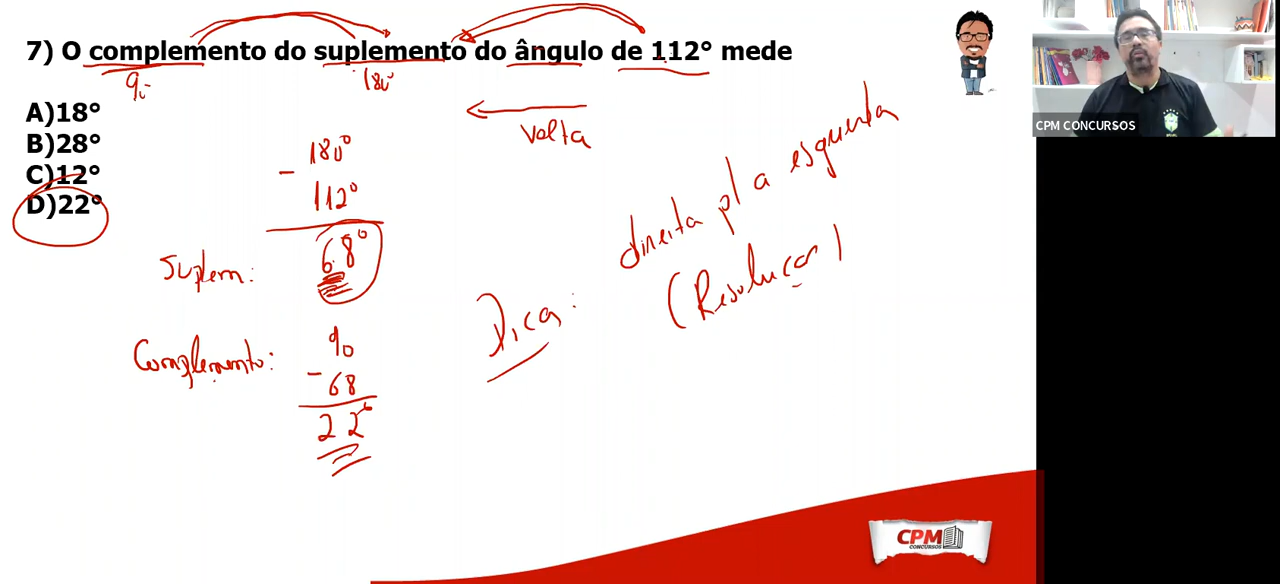 7) O complemento do suplemento do ângulo de 112° mede
90°
180°
A)18°
B)28°
C)12°
D)22°
volta
- 180°
112°
Suplem: 68°
Complemento: 90
- 68
22°
Dica: direita p/ a esquerda
(Resolução)
CPM CONCURSOS
CPM
CONCURSOS